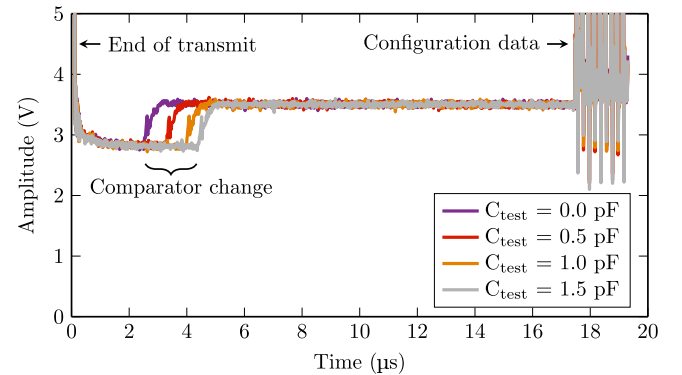 5
4
3
2
1
0
Amplitude (V)
End of transmit
Configuration data
Comparator change
C_test = 0.0 pF
C_test = 0.5 pF
C_test = 1.0 pF
C_test = 1.5 pF
0 2 4 6 8 10 12 14 16 18 20
Time (µs)